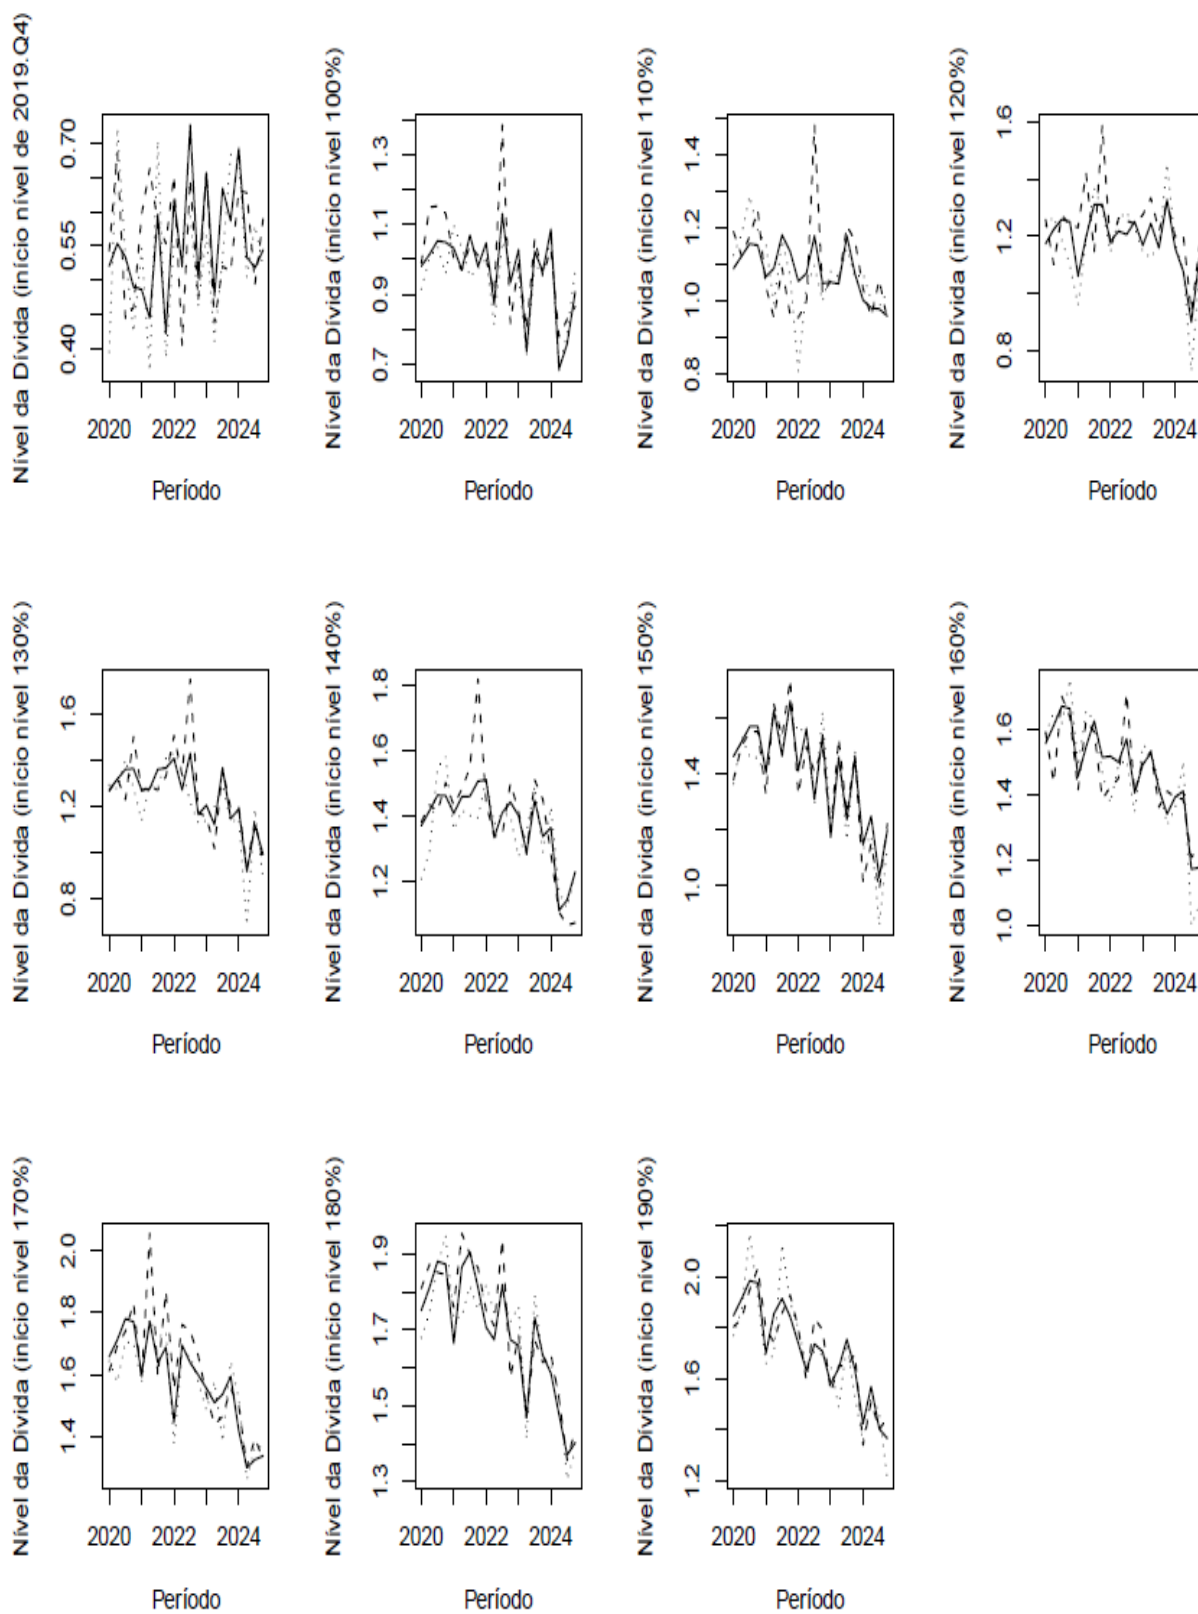 Nível da Dívida (início nível de 2019.Q4)
0.40 0.55 0.70
2020 2022 2024
Período
Nível da Dívida (início nível 100%)
0.7 0.9 1.1 1.3
2020 2022 2024
Período
Nível da Dívida (início nível 110%)
0.8 1.0 1.2 1.4
2020 2022 2024
Período
Nível da Dívida (início nível 120%)
0.8 1.2 1.6
2020 2022 2024
Período
Nível da Dívida (início nível 130%)
0.8 1.2 1.6
2020 2022 2024
Período
Nível da Dívida (início nível 140%)
1.2 1.4 1.6 1.8
2020 2022 2024
Período
Nível da Dívida (início nível 150%)
1.0 1.4
2020 2022 2024
Período
Nível da Dívida (início nível 160%)
1.0 1.2 1.4 1.6
2020 2022 2024
Período
Nível da Dívida (início nível 170%)
1.4 1.6 1.8 2.0
2020 2022 2024
Período
Nível da Dívida (início nível 180%)
1.3 1.5 1.7 1.9
2020 2022 2024
Período
Nível da Dívida (início nível 190%)
1.2 1.6 2.0
2020 2022 2024
Período